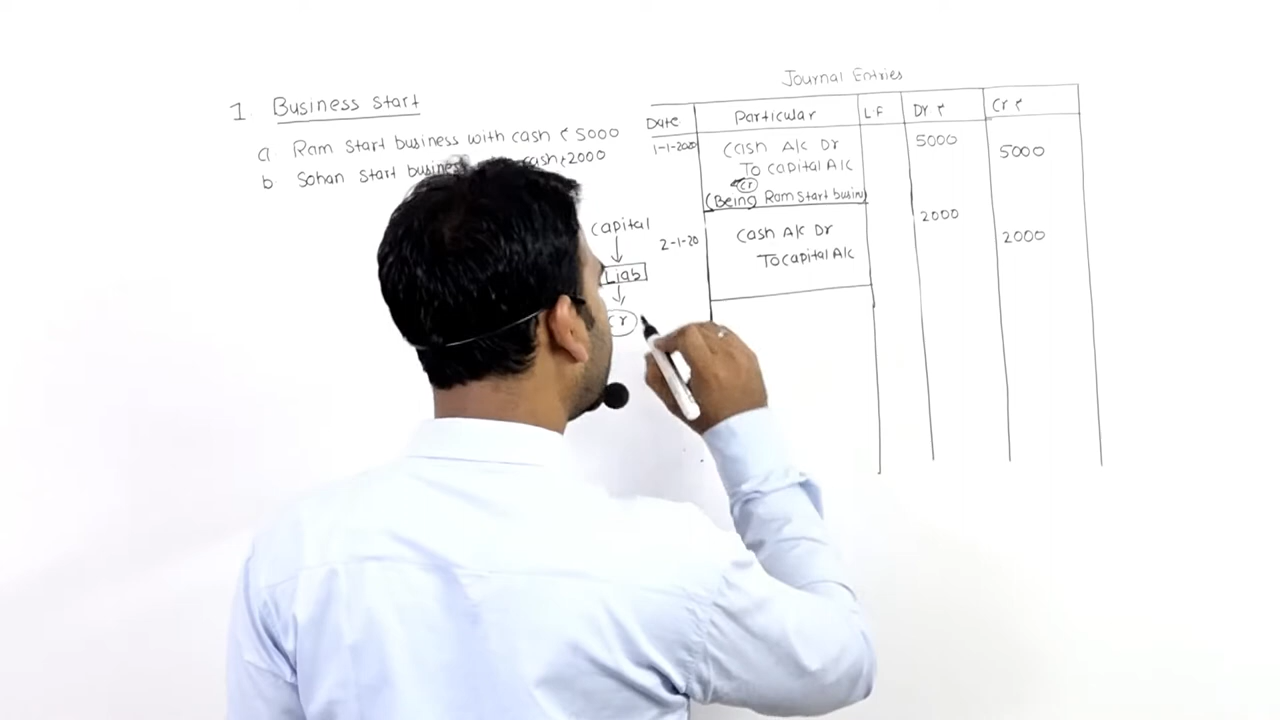 1. Business Start
a. Ram Start business with cash ₹ 5000
b. Sohan Start business cash ₹2000
capital
Liab
cr
Journal Entries
Date Particular L.F Dr ₹ Cr ₹
1-1-2020 Cash A/c Dr 5000
To capital A/c 5000
cr
(Being Ram Start busin)
2-1-20 Cash A/c Dr 2000
To capital A/c 2000